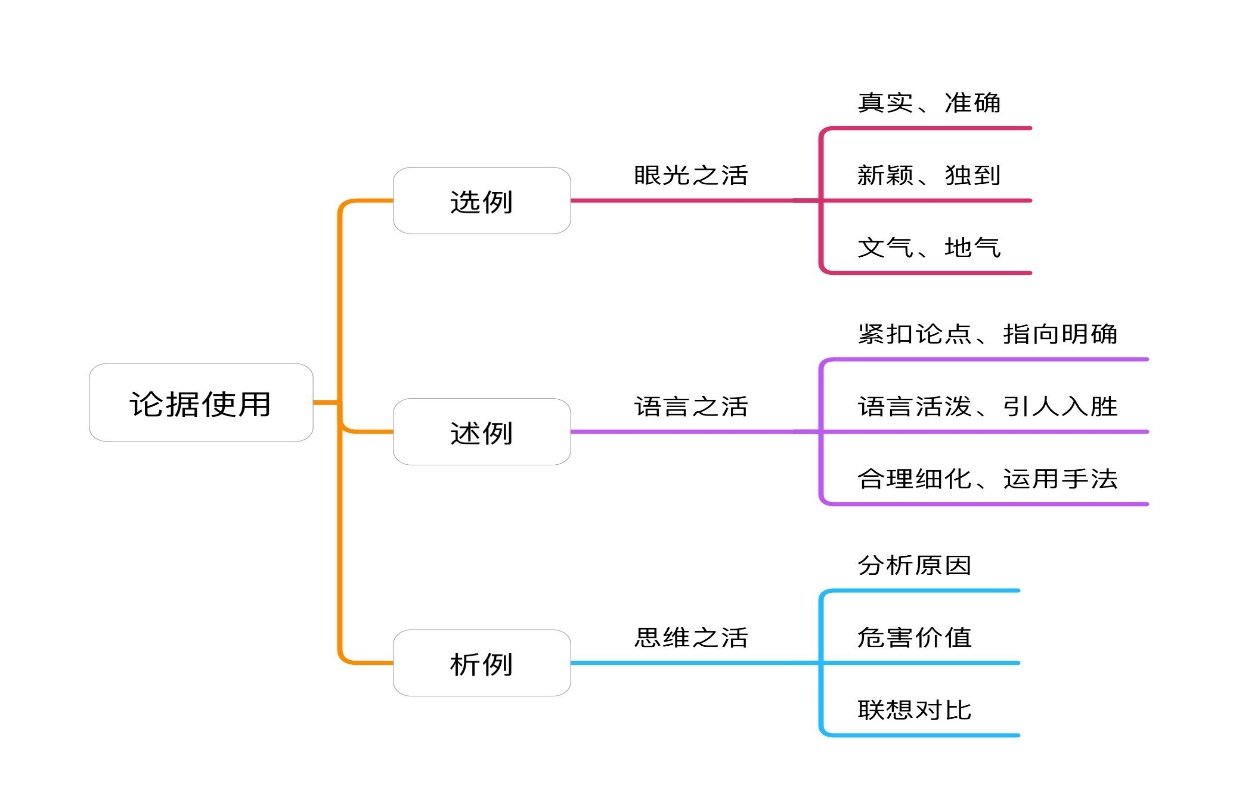 论据使用
选例
眼光之活
真实、准确
新颖、独到
文气、地气
述例
语言之活
紧扣论点、指向明确
语言活泼、引人入胜
合理细化、运用手法
析例
思维之活
分析原因
危害价值
联想对比